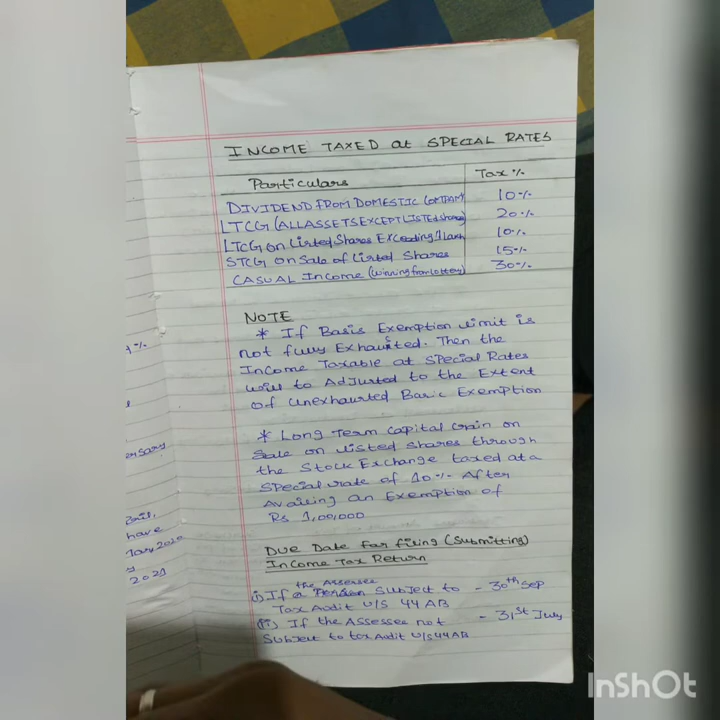 INCOME TAXED at SPECIAL RATES
Particulars Tax %
DIVIDEND FROM DOMESTIC COMPANY 10%
LTCG (ALL ASSETS EXCEPT LISTED shares) 20%
LTCG on Listed Shares Exceeding 1 Lakh 10%
STCG on Sale of Listed Shares 15%
CASUAL Income (winning from lottery) 30%
NOTE
* If Basis Exemption limit is
not fully Exhausted. Then the
Income Taxable at Special Rates
will to Adjusted to the Extent
of unexhausted Basic Exemption
* Long Term Capital Gain on
Sale on listed shares through
the Stock Exchange taxed at a
Special rate of 10% After
Availing an Exemption of
Rs 1,00,000
Due Date for filing (Submitting)
Income Tax Return
the Assessee
(i) If a Subject to - 30th Sep
Tax Audit U/S 44AB
(ii) If the Assessee not - 31st July
Subject to tax Audit U/S 44AB
%
have
2020
2021
InShOt